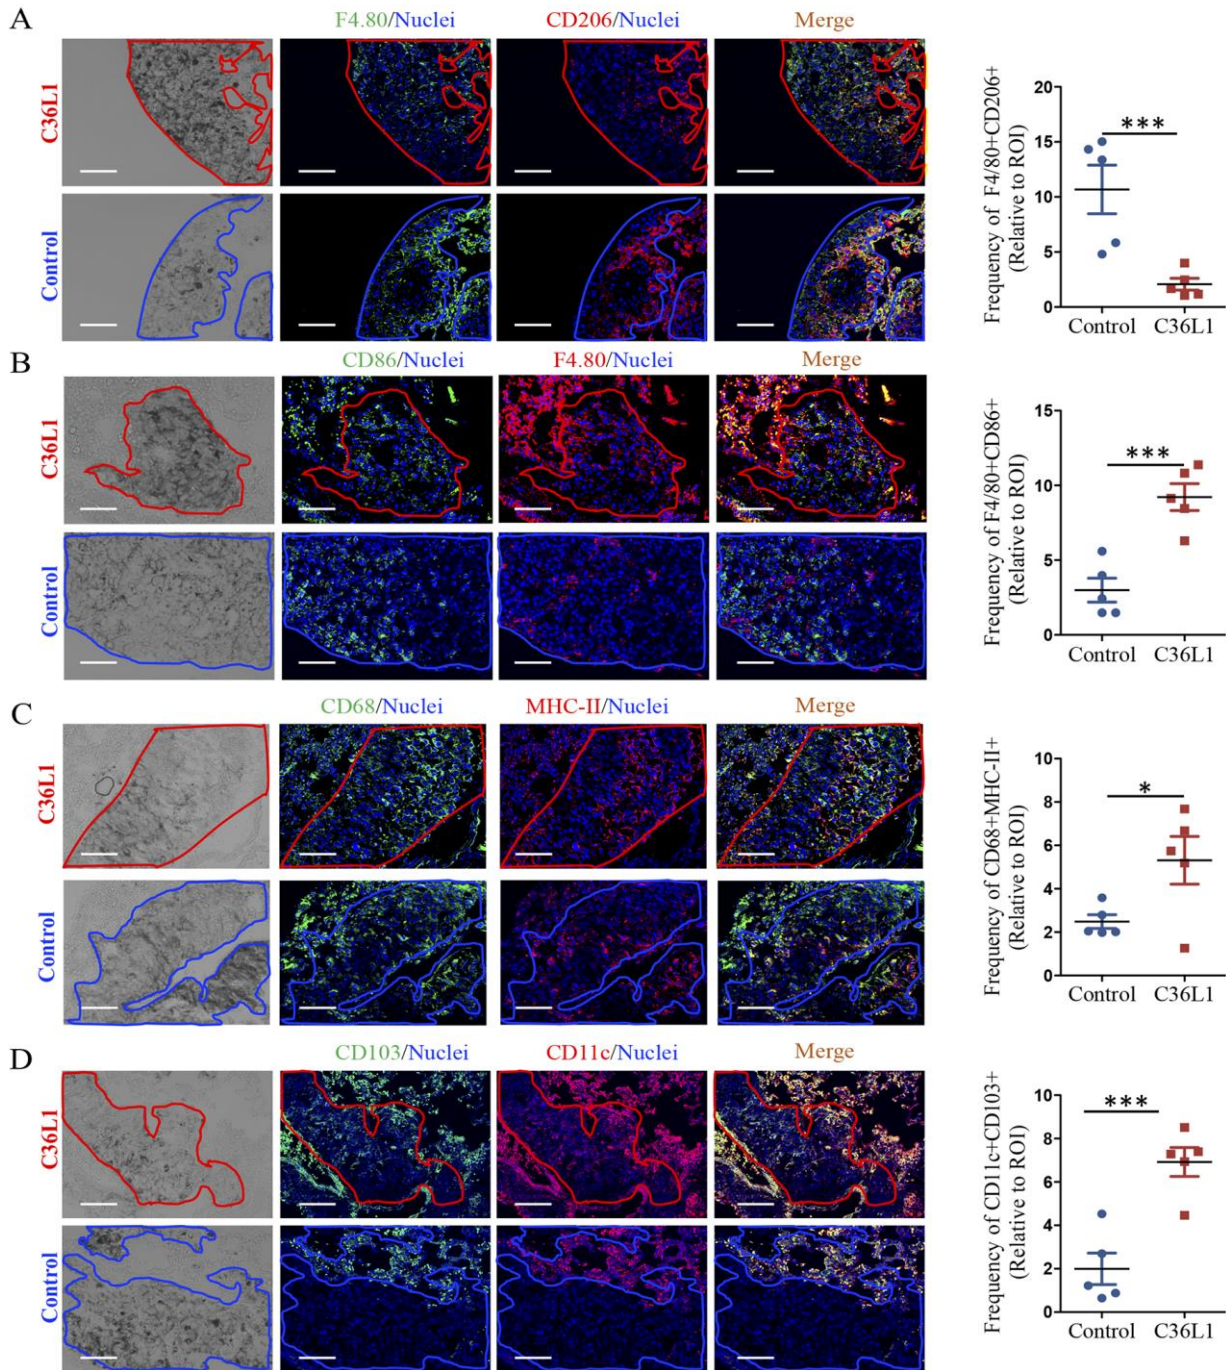 A
F4.80/Nuclei
CD206/Nuclei
Merge
C36L1
Control
Frequency of F4/80+CD206+
(Relative to ROI)
20
15
10
5
0
***
Control
C36L1
B
CD86/Nuclei
F4.80/Nuclei
Merge
C36L1
Control
Frequency of F4/80+CD86+
(Relative to ROI)
15
10
5
0
***
Control
C36L1
C
CD68/Nuclei
MHC-II/Nuclei
Merge
C36L1
Control
Frequency of CD68+MHC-II+
(Relative to ROI)
10
8
6
4
2
0
*
Control
C36L1
D
CD103/Nuclei
CD11c/Nuclei
Merge
C36L1
Control
Frequency of CD11c+CD103+
(Relative to ROI)
10
8
6
4
2
0
***
Control
C36L1